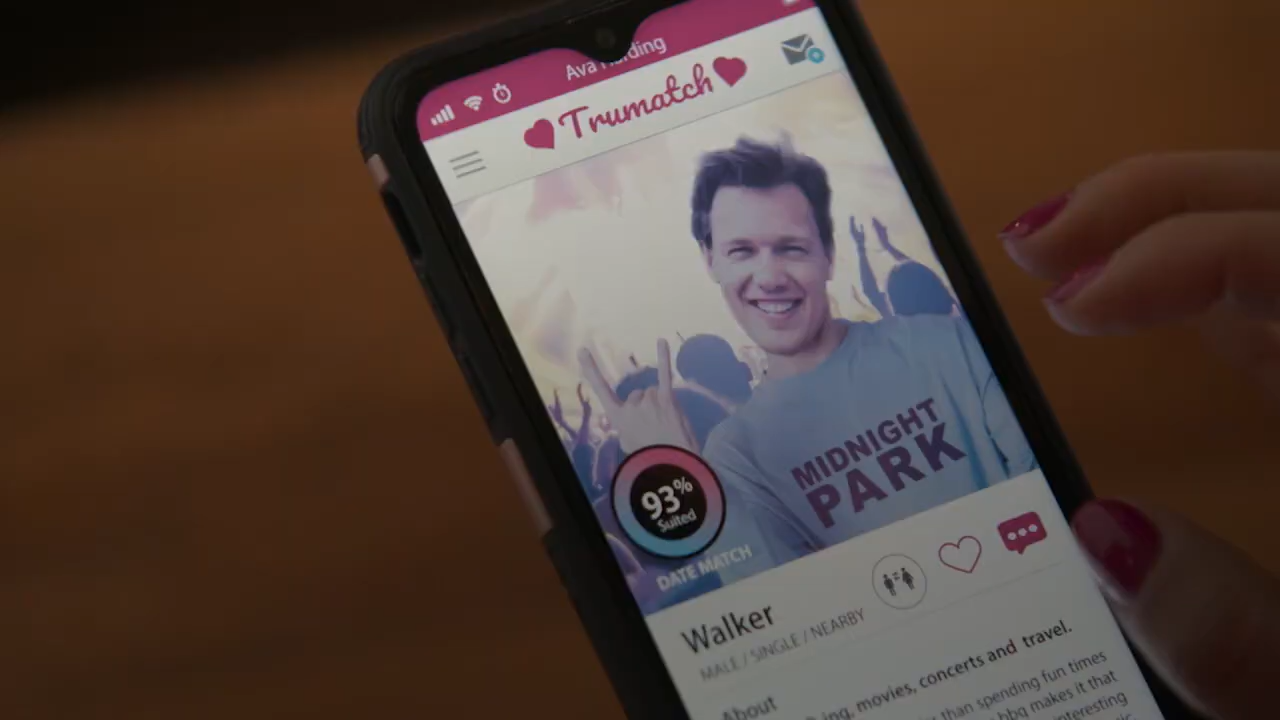 Ava Harding
Trumatch
93%
Suited
DATE MATCH
MIDNIGHT
PARK
Walker
MALE / SINGLE / NEARBY
About
movies, concerts and travel.
than spending fun times
bbq makes it that